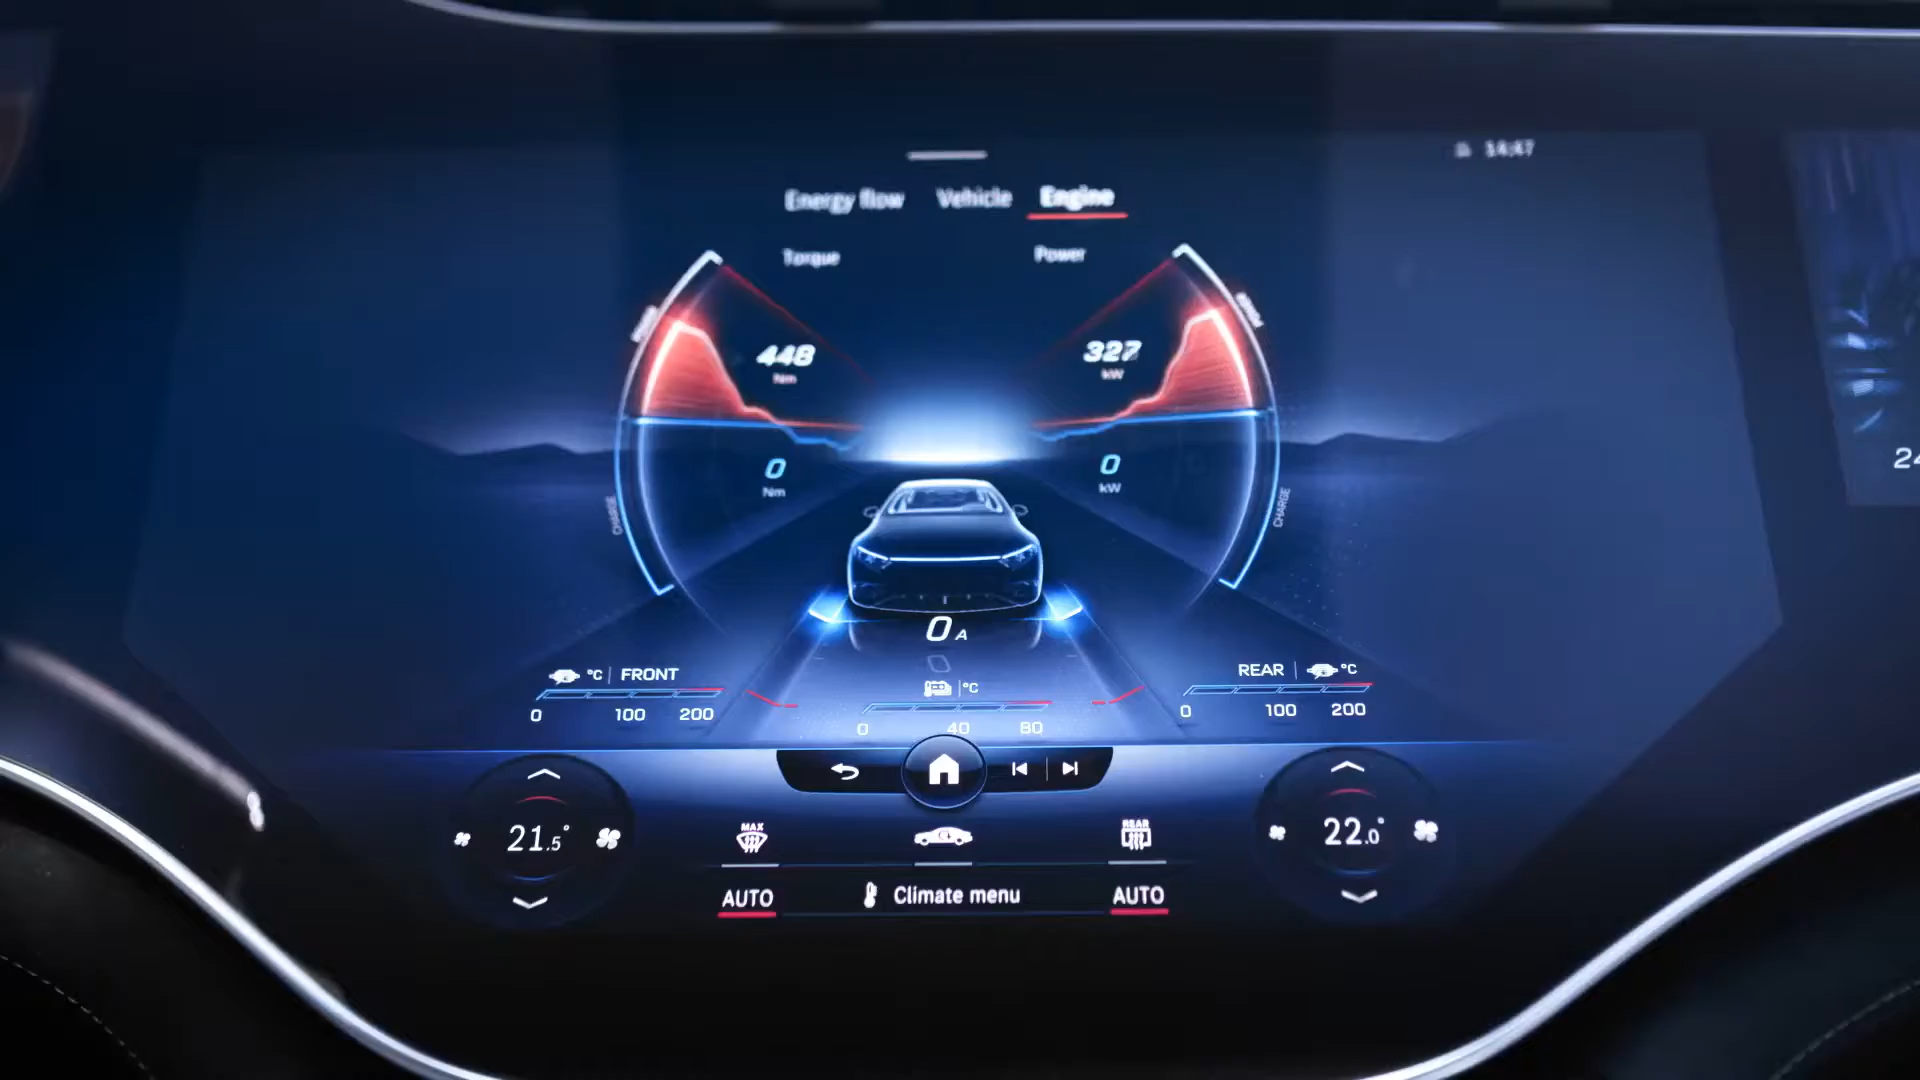 14:47
Energy flow Vehicle Engine
Torque Power
448 327
Nm kW
0 0
Nm kW
CHARGE CHARGE
0 A
°C FRONT
0 100 200
°C
0 40 80
REAR °C
0 100 200
21.5° 22.0°
MAX REAR
AUTO Climate menu AUTO